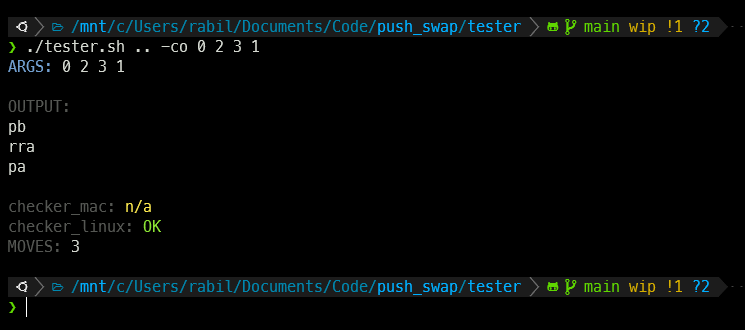 /mnt/c/Users/rabil/Documents/Code/push_swap/tester main wip !1 ?2
❯ ./tester.sh .. -co 0 2 3 1
ARGS: 0 2 3 1
OUTPUT:
pb
rra
pa
checker_mac: n/a
checker_linux: OK
MOVES: 3
/mnt/c/Users/rabil/Documents/Code/push_swap/tester main wip !1 ?2
❯